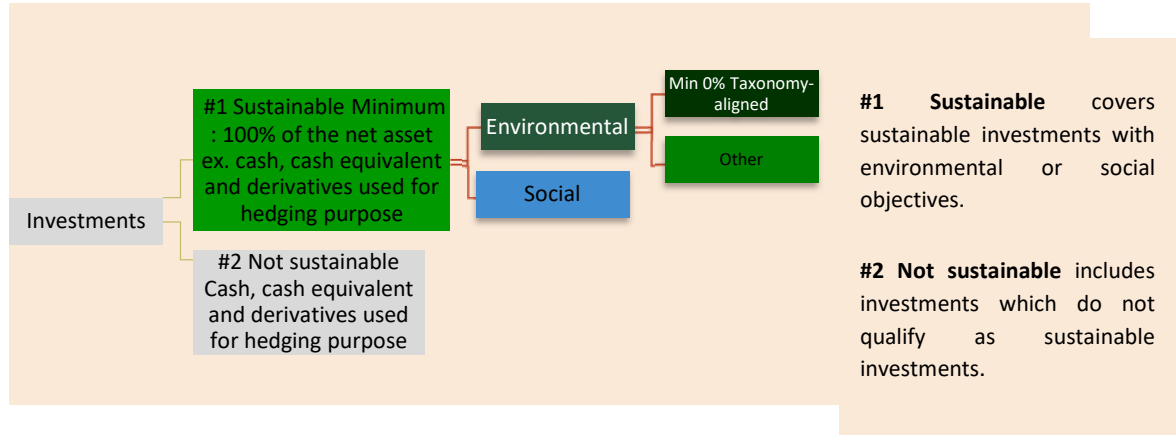 Investments
#1 Sustainable Minimum
: 100% of the net asset
ex. cash, cash equivalent
and derivatives used for
hedging purpose
#2 Not sustainable
Cash, cash equivalent
and derivatives used
for hedging purpose
Environmental
Social
Min 0% Taxonomy-
aligned
Other
#1 Sustainable covers
sustainable investments with
environmental or social
objectives.
#2 Not sustainable includes
investments which do not
qualify as sustainable
investments.